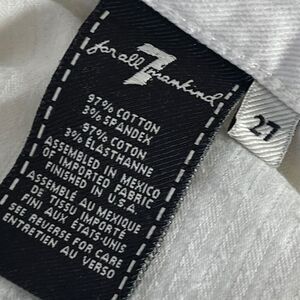 7
for all mankind
97% COTTON
3% SPANDEX
97% COTON
3% ÉLASTHANNE
ASSEMBLED IN MEXICO
OF IMPORTED FABRIC
FINISHED IN U.S.A.
ASSEMBLÉ AU MEXIQUE
DE TISSU IMPORTÉ
FINI AUX ÉTATS-UNIS
SEE REVERSE FOR CARE
ENTRETIEN AU VERSO
27